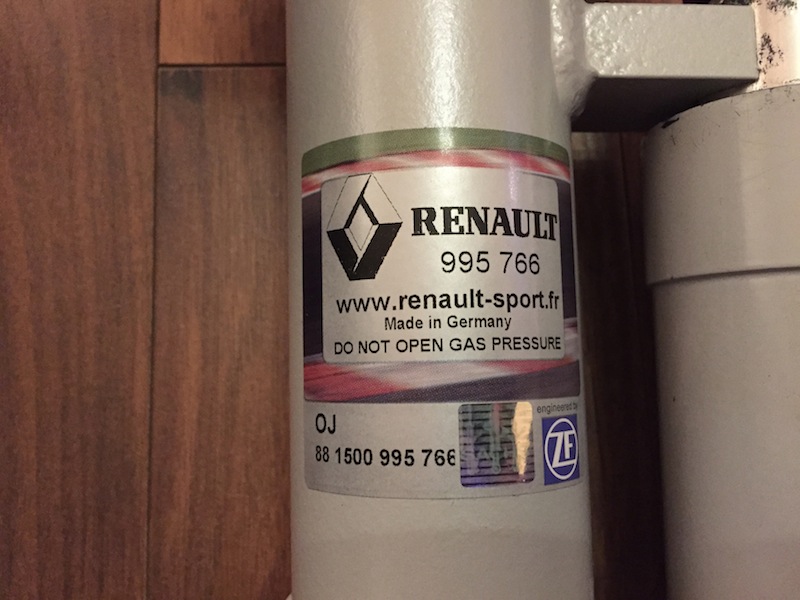 RENAULT
995 766
www.renault-sport.fr
Made in Germany
DO NOT OPEN GAS PRESSURE
OJ
88 1500 995 766
engineered by
ZF